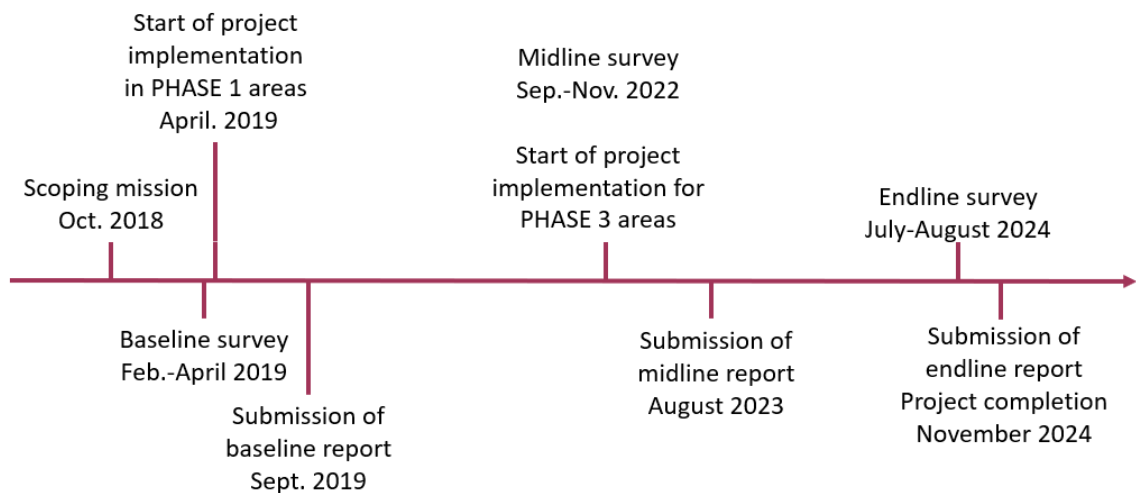 Start of project
implementation
in PHASE 1 areas
April. 2019
Midline survey
Sep.-Nov. 2022
Scoping mission
Oct. 2018
Start of project
implementation for
PHASE 3 areas
Endline survey
July-August 2024
Baseline survey
Feb.-April 2019
Submission of
baseline report
Sept. 2019
Submission of
midline report
August 2023
Submission of
endline report
Project completion
November 2024